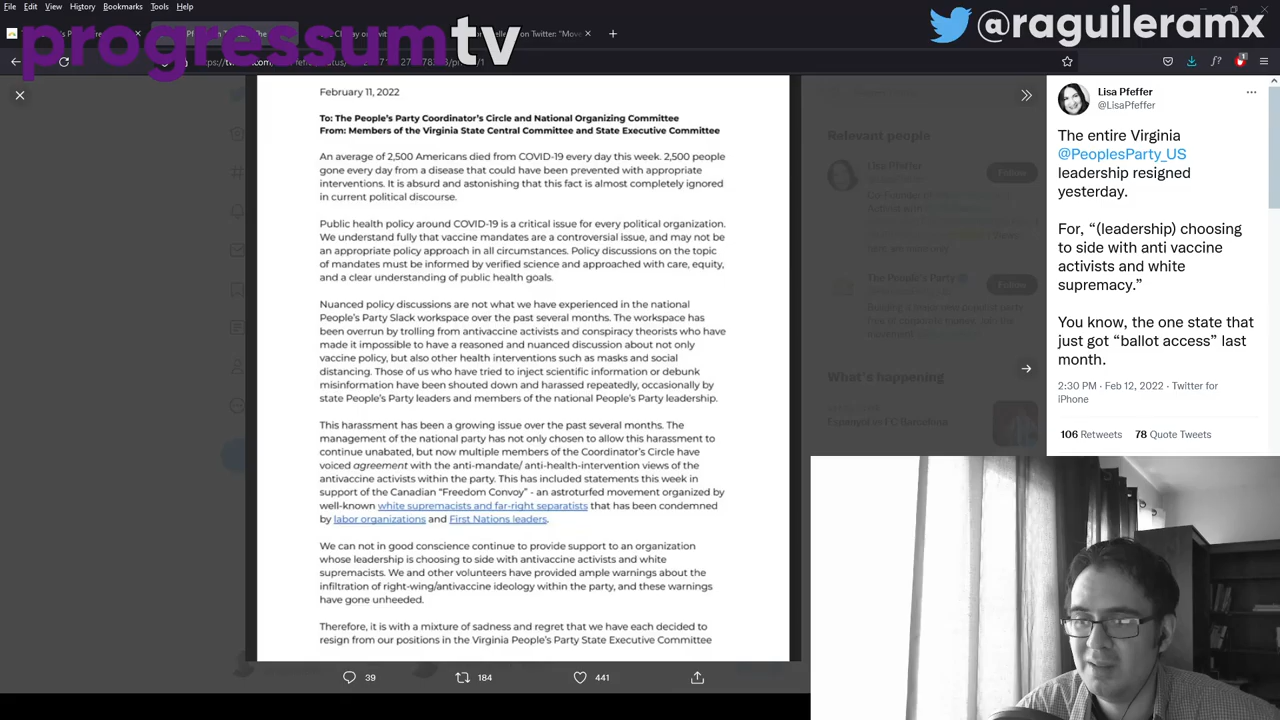 File Edit View History Bookmarks Tools Help
progressumtv
@raguileramx
February 11, 2022
To: The People's Party Coordinator's Circle and National Organizing Committee
From: Members of the Virginia State Central Committee and State Executive Committee
An average of 2,500 Americans died from COVID-19 every day this week. 2,500 people
gone every day from a disease that could have been prevented with appropriate
interventions. It is absurd and astonishing that this fact is almost completely ignored
in current political discourse.
Public health policy around COVID-19 is a critical issue for every political organization.
We understand fully that vaccine mandates are a controversial issue, and may not be
an appropriate policy approach in all circumstances. Policy discussions on the topic
of mandates must be informed by verified science and approached with care, equity,
and a clear understanding of public health goals.
Nuanced policy discussions are not what we have experienced in the national
People's Party Slack workspace over the past several months. The workspace has
been overrun by trolling from antivaccine activists and conspiracy theorists who have
made it impossible to have a reasoned and nuanced discussion about not only
vaccine policy, but also other health interventions such as masks and social
distancing. Those of us who have tried to inject scientific information or debunk
misinformation have been shouted down and harassed repeatedly, occasionally by
state People's Party leaders and members of the national People's Party leadership.
This harassment has been a growing issue over the past several months. The
management of the national party has not only chosen to allow this harassment to
continue unabated, but now multiple members of the Coordinator's Circle have
voiced agreement with the anti-mandate/ anti-health-intervention views of the
antivaccine activists within the party. This has included statements this week in
support of the Canadian "Freedom Convoy" - an astroturfed movement organized by
well-known white supremacists and far-right separatists that has been condemned
by labor organizations and First Nations leaders.
We can not in good conscience continue to provide support to an organization
whose leadership is choosing to side with antivaccine activists and white
supremacists. We and other volunteers have provided ample warnings about the
infiltration of right-wing/antivaccine ideology within the party, and these warnings
have gone unheeded.
Therefore, it is with a mixture of sadness and regret that we have each decided to
resign from our positions in the Virginia People's Party State Executive Committee
39 184 441
Relevant people
Lisa Pfeffer
@LisaPfeffer
Follow
The People's Party
Follow
What's happening
Lisa Pfeffer
@LisaPfeffer
The entire Virginia
@PeoplesParty_US
leadership resigned
yesterday.
For, "(leadership) choosing
to side with anti vaccine
activists and white
supremacy."
You know, the one state that
just got "ballot access" last
month.
2:30 PM · Feb 12, 2022 · Twitter for
iPhone
106 Retweets 78 Quote Tweets